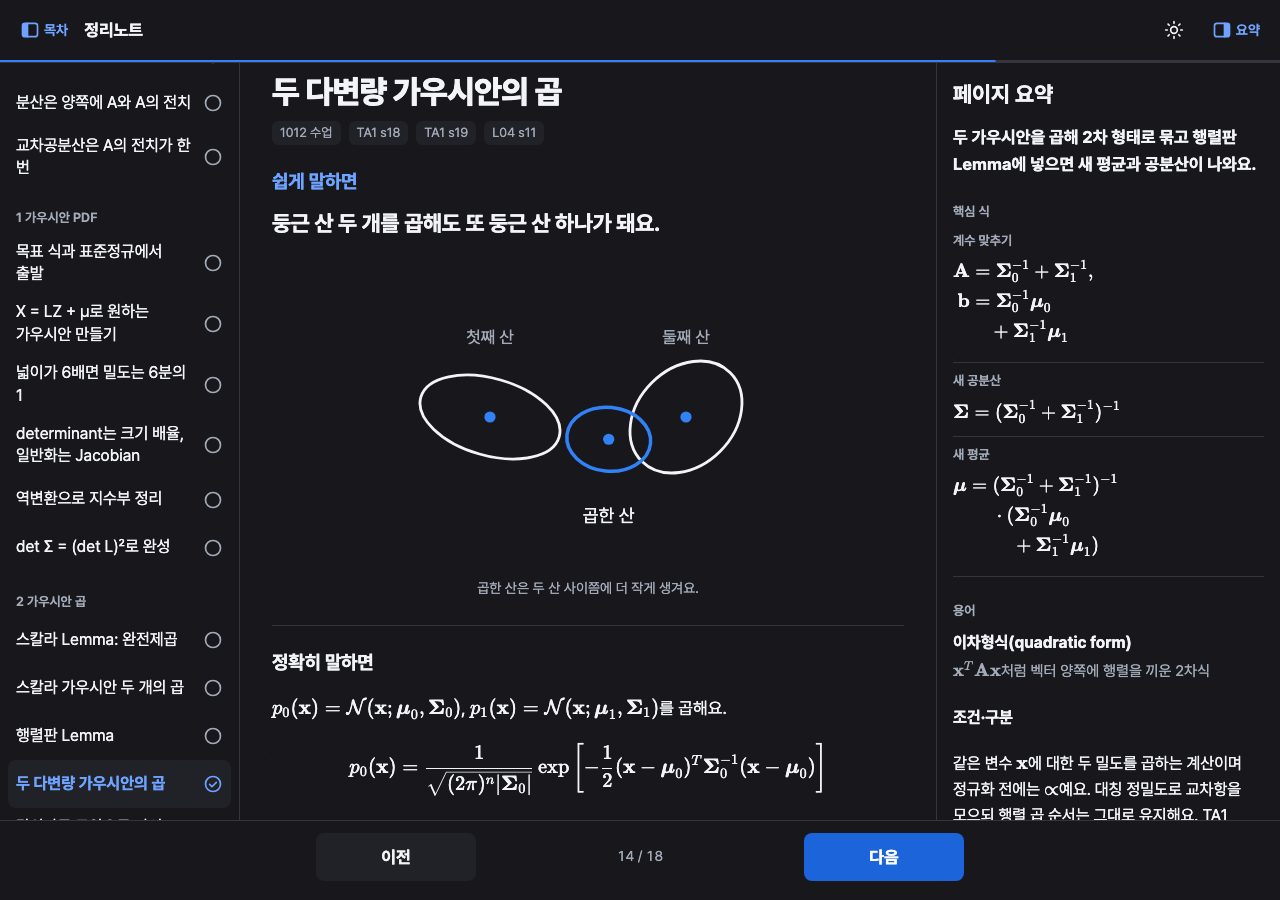 목차 정리노트 요약
분산은 양쪽에 A와 A의 전치
교차공분산은 A의 전치가 한
번
1 가우시안 PDF
목표 식과 표준정규에서
출발
X = LZ + μ로 원하는
가우시안 만들기
넓이가 6배면 밀도는 6분의
1
determinant는 크기 배율,
일반화는 Jacobian
역변환으로 지수부 정리
det Σ = (det L)²로 완성
2 가우시안 곱
스칼라 Lemma: 완전제곱
스칼라 가우시안 두 개의 곱
행렬판 Lemma
두 다변량 가우시안의 곱
두 다변량 가우시안의 곱
1012 수업 TA1 s18 TA1 s19 L04 s11
쉽게 말하면
둥근 산 두 개를 곱해도 또 둥근 산 하나가 돼요.
첫째 산 둘째 산
곱한 산
곱한 산은 두 산 사이쯤에 더 작게 생겨요.
정확히 말하면
p₀(x) = 𝒩(x; μ₀, Σ₀), p₁(x) = 𝒩(x; μ₁, Σ₁)를 곱해요.
p₀(x) = 1/√((2π)ⁿ|Σ₀|) exp[−1/2(x − μ₀)ᵀΣ₀⁻¹(x − μ₀)]
페이지 요약
두 가우시안을 곱해 2차 형태로 묶고 행렬판
Lemma에 넣으면 새 평균과 공분산이 나와요.
핵심 식
계수 맞추기
A = Σ₀⁻¹ + Σ₁⁻¹,
b = Σ₀⁻¹μ₀
+ Σ₁⁻¹μ₁
새 공분산
Σ = (Σ₀⁻¹ + Σ₁⁻¹)⁻¹
새 평균
μ = (Σ₀⁻¹ + Σ₁⁻¹)⁻¹
· (Σ₀⁻¹μ₀
+ Σ₁⁻¹μ₁)
용어
이차형식(quadratic form)
xᵀAx처럼 벡터 양쪽에 행렬을 끼운 2차식
조건·구분
같은 변수 x에 대한 두 밀도를 곱하는 계산이며
정규화 전에는 ∝예요. 대칭 정밀도로 교차항을
모으되 행렬 곱 순서는 그대로 유지해요. TA1
이전 14 / 18 다음